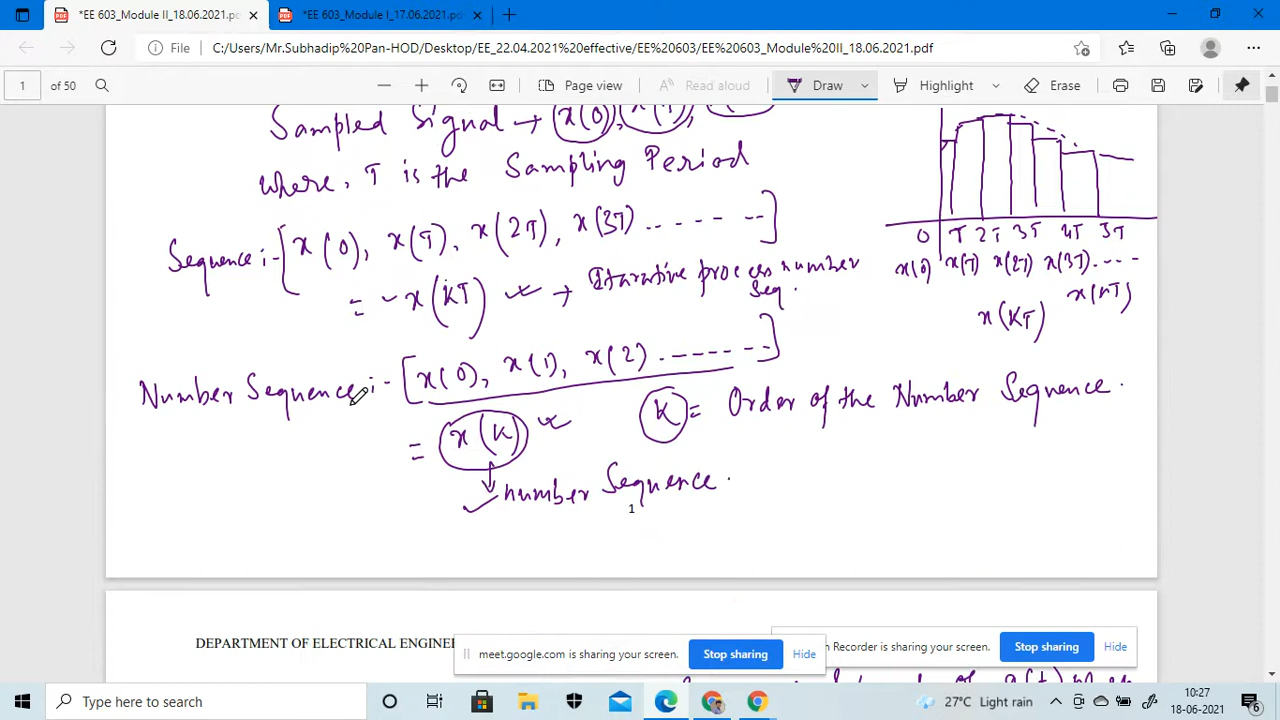 *EE 603_Module II_18.06.2021.pdf
*EE 603_Module I_17.06.2021.pdf
File C:/Users/Mr.Subhadip%20Pan-HOD/Desktop/EE_22.04.2021%20effective/EE%20603/EE%20603_Module%20II_18.06.2021.pdf
1 of 50 Page view Read aloud Draw Highlight Erase
Sampled Signal → x(0), x(T),
where, T is the Sampling Period
Sequence :- [x(0), x(T), x(2T), x(3T) ........]
= x(KT) → Itarative process number Seq.
0 T 2T 3T 4T 5T
x(0) x(T) x(2T) x(3T) .....
x(KT) x(nT)
Number Sequence :- [x(0), x(1), x(2) ........]
= x(K) K = Order of the Number Sequence.
number Sequence.
1
DEPARTMENT OF ELECTRICAL
meet.google.com is sharing your screen. Stop sharing Hide
Recorder is sharing your screen. Stop sharing Hide
Type here to search
27°C Light rain
10:27
18-06-2021
6